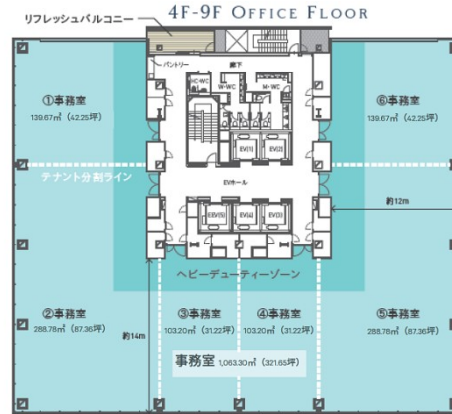 4F-9F OFFICE FLOOR
リフレッシュバルコニー
パントリー
廊下
HC・WC
W・WC
M・WC
①事務室
139.67㎡ (42.25坪)
⑥事務室
139.67㎡ (42.25坪)
EV(1)
EV(2)
テナント分割ライン
EVホール
EEV(5)
EV(4)
EV(3)
約12m
ヘビーデューティーゾーン
②事務室
288.78㎡ (87.36坪)
③事務室
103.20㎡ (31.22坪)
④事務室
103.20㎡ (31.22坪)
⑤事務室
288.78㎡ (87.36坪)
約14m
事務室 1,063.30㎡ (321.65坪)